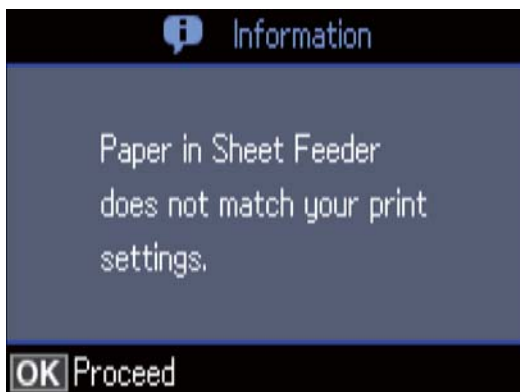 Information
Paper in Sheet Feeder
does not match your print
settings.
OK Proceed